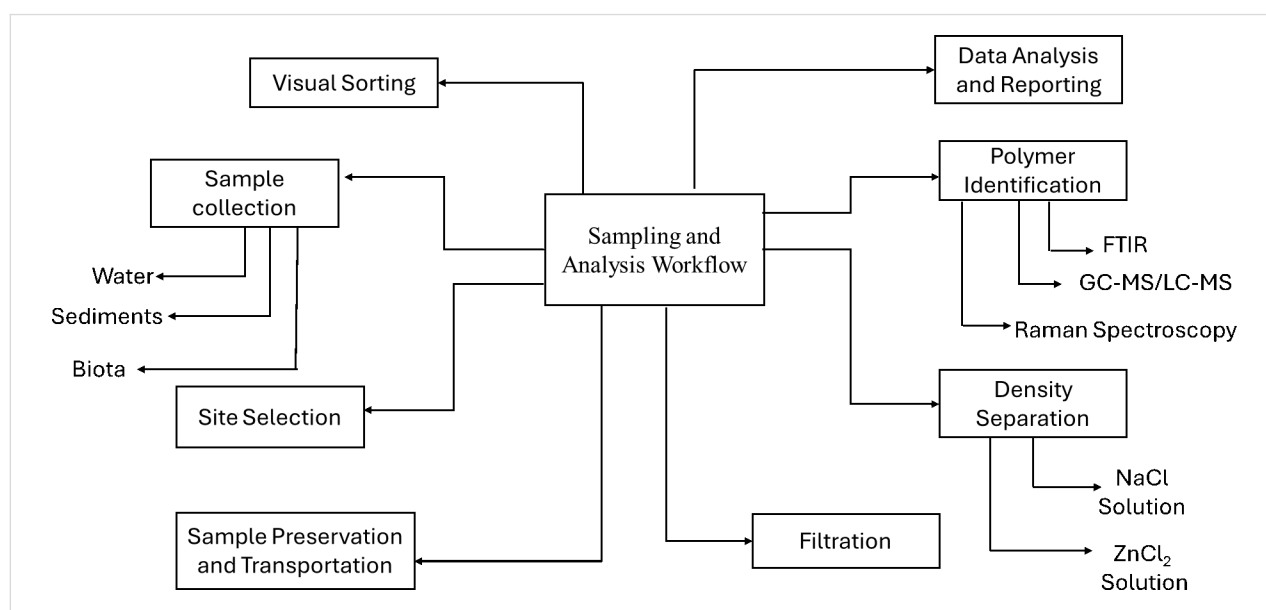 Visual Sorting
Data Analysis
and Reporting
Sample
collection
Polymer
Identification
Sampling and
Analysis Workflow
Water
Sediments
Biota
FTIR
GC-MS/LC-MS
Raman Spectroscopy
Site Selection
Density
Separation
NaCl
Solution
ZnCl₂
Solution
Sample Preservation
and Transportation
Filtration